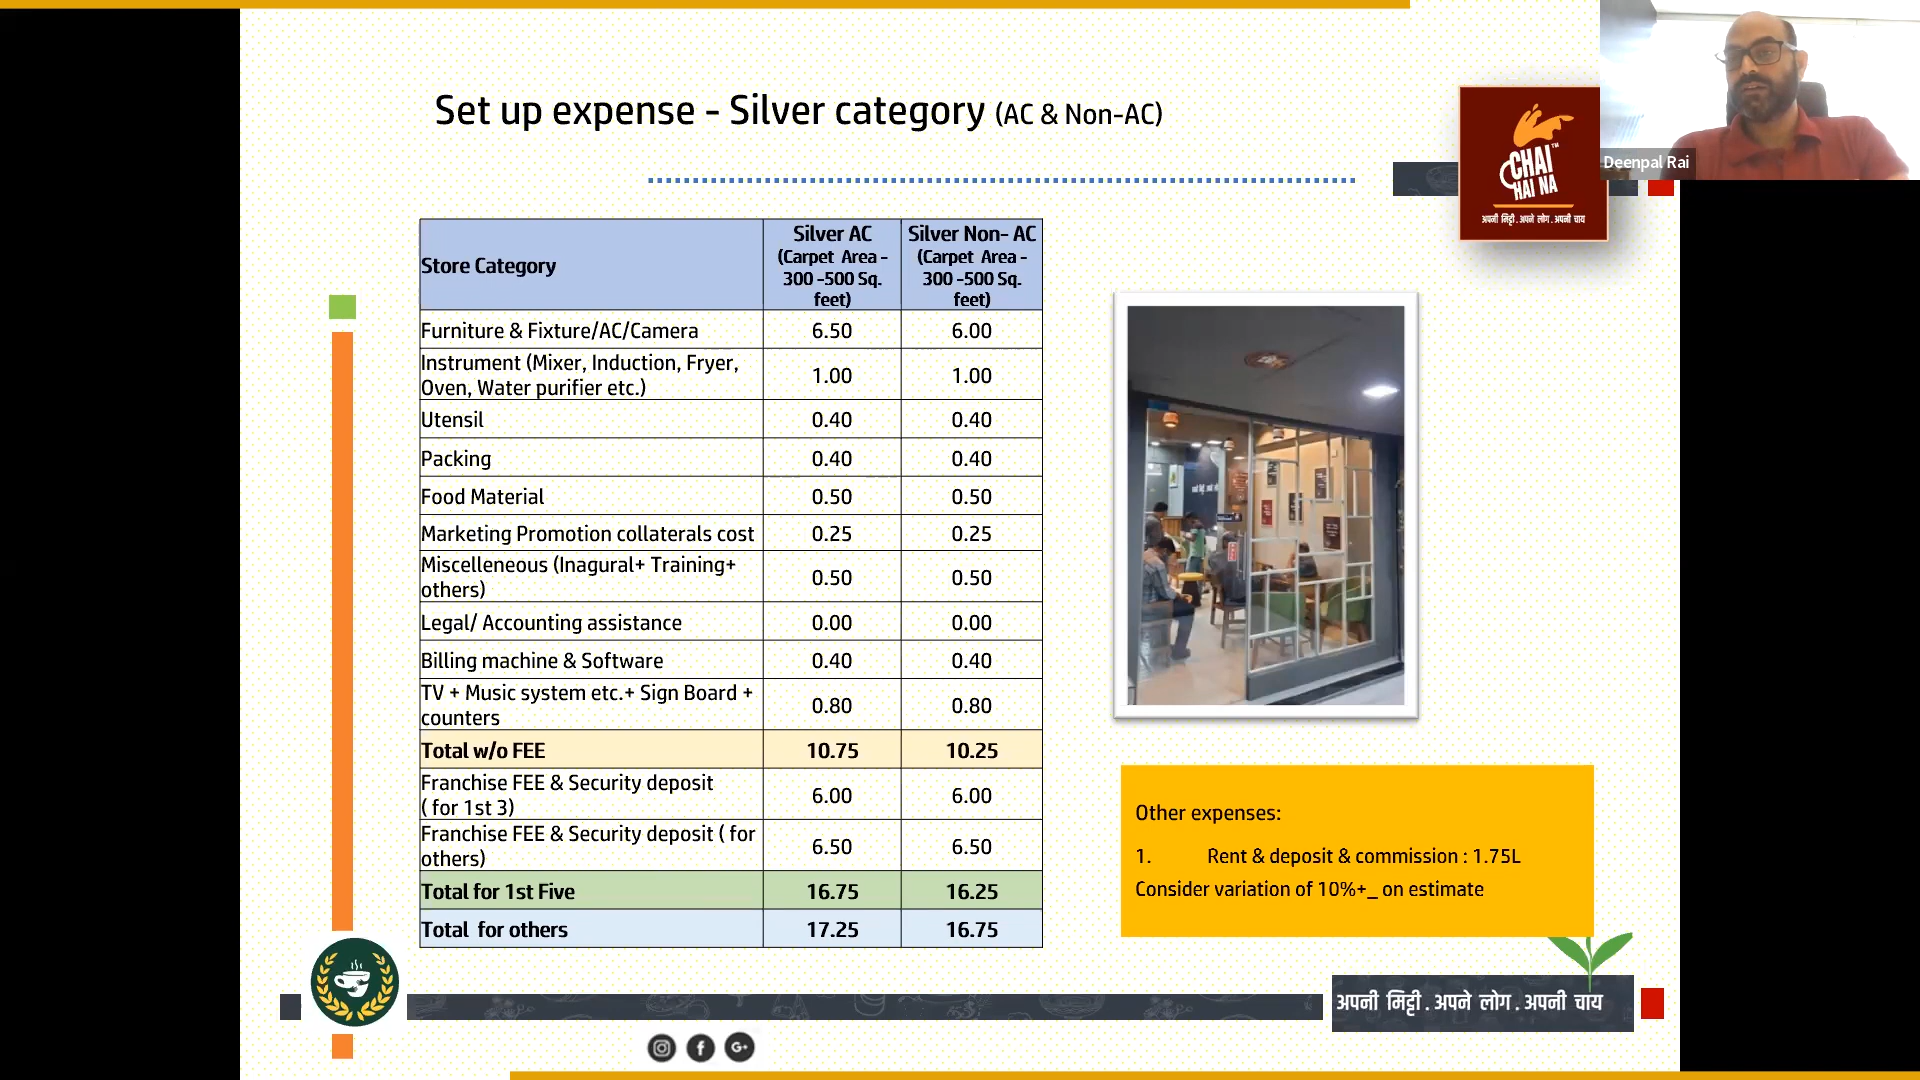 Set up expense - Silver category (AC & Non-AC)
Deenpal Rai
CHAI
HAI NA
TM
अपनी मिट्टी . अपने लोग . अपनी चाय
Store Category
Silver AC
(Carpet Area -
300 -500 Sq.
feet)
Silver Non- AC
(Carpet Area -
300 -500 Sq.
feet)
Furniture & Fixture/AC/Camera 6.50 6.00
Instrument (Mixer, Induction, Fryer,
Oven, Water purifier etc.) 1.00 1.00
Utensil 0.40 0.40
Packing 0.40 0.40
Food Material 0.50 0.50
Marketing Promotion collaterals cost 0.25 0.25
Miscelleneous (Inagural+ Training+
others) 0.50 0.50
Legal/ Accounting assistance 0.00 0.00
Billing machine & Software 0.40 0.40
TV + Music system etc.+ Sign Board +
counters 0.80 0.80
Total w/o FEE 10.75 10.25
Franchise FEE & Security deposit
( for 1st 3) 6.00 6.00
Franchise FEE & Security deposit ( for
others) 6.50 6.50
Total for 1st Five 16.75 16.25
Total for others 17.25 16.75
Other expenses:
1. Rent & deposit & commission : 1.75L
Consider variation of 10%+_ on estimate
अपनी मिट्टी . अपने लोग . अपनी चाय